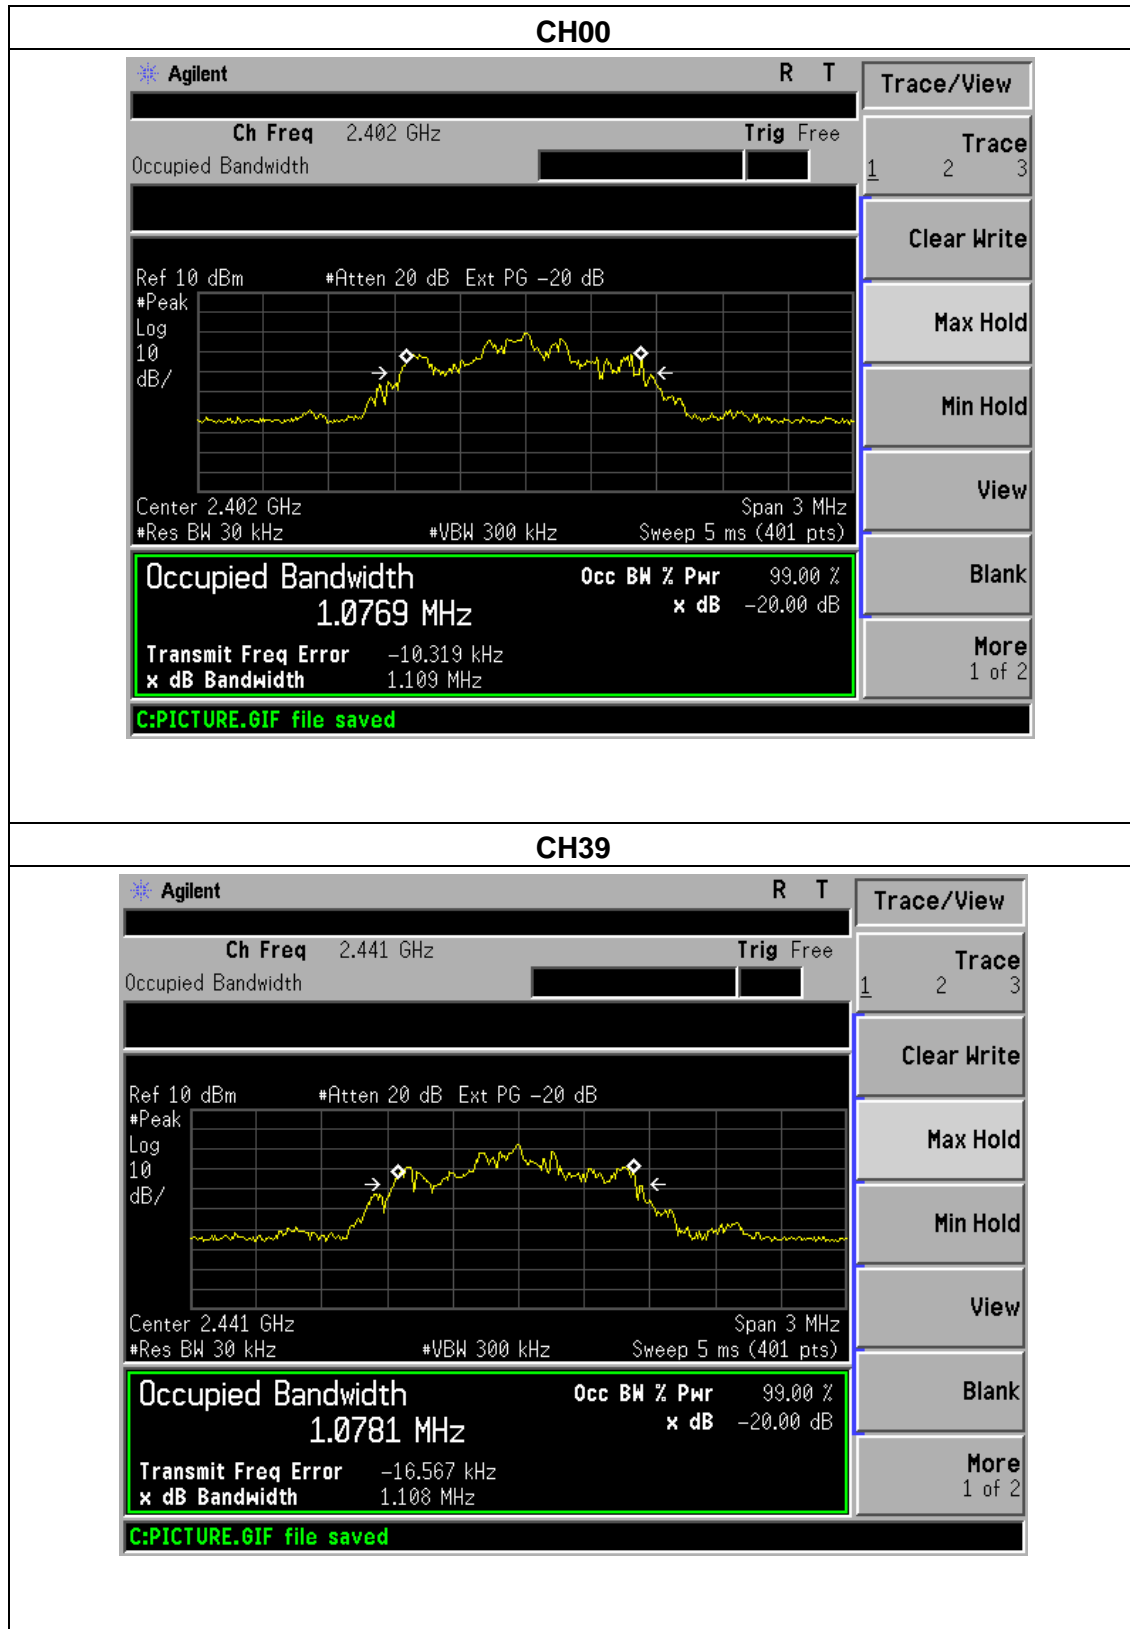 CH00
Agilent R T
Trace/View
Ch Freq 2.402 GHz Trig Free
Occupied Bandwidth
Trace
1 2 3
Clear Write
Ref 10 dBm #Atten 20 dB Ext PG -20 dB
#Peak
Log
10
dB/
Max Hold
Min Hold
View
Center 2.402 GHz Span 3 MHz
#Res BW 30 kHz #VBW 300 kHz Sweep 5 ms (401 pts)
Occupied Bandwidth Occ BW % Pwr 99.00 %
1.0769 MHz x dB -20.00 dB
Blank
Transmit Freq Error -10.319 kHz
x dB Bandwidth 1.109 MHz
More
1 of 2
C:PICTURE.GIF file saved
CH39
Agilent R T
Trace/View
Ch Freq 2.441 GHz Trig Free
Occupied Bandwidth
Trace
1 2 3
Clear Write
Ref 10 dBm #Atten 20 dB Ext PG -20 dB
#Peak
Log
10
dB/
Max Hold
Min Hold
View
Center 2.441 GHz Span 3 MHz
#Res BW 30 kHz #VBW 300 kHz Sweep 5 ms (401 pts)
Occupied Bandwidth Occ BW % Pwr 99.00 %
1.0781 MHz x dB -20.00 dB
Blank
Transmit Freq Error -16.567 kHz
x dB Bandwidth 1.108 MHz
More
1 of 2
C:PICTURE.GIF file saved